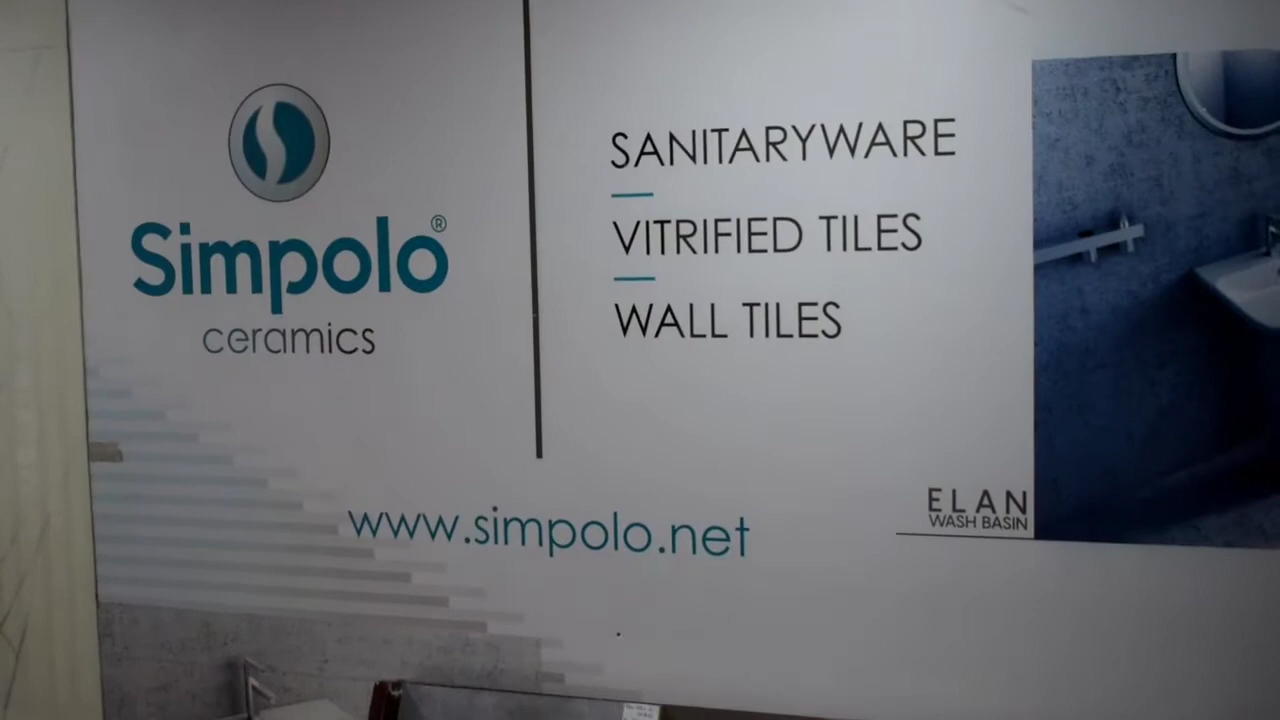 Simpolo®
ceramics
SANITARYWARE
VITRIFIED TILES
WALL TILES
www.simpolo.net
ELAN
WASH BASIN